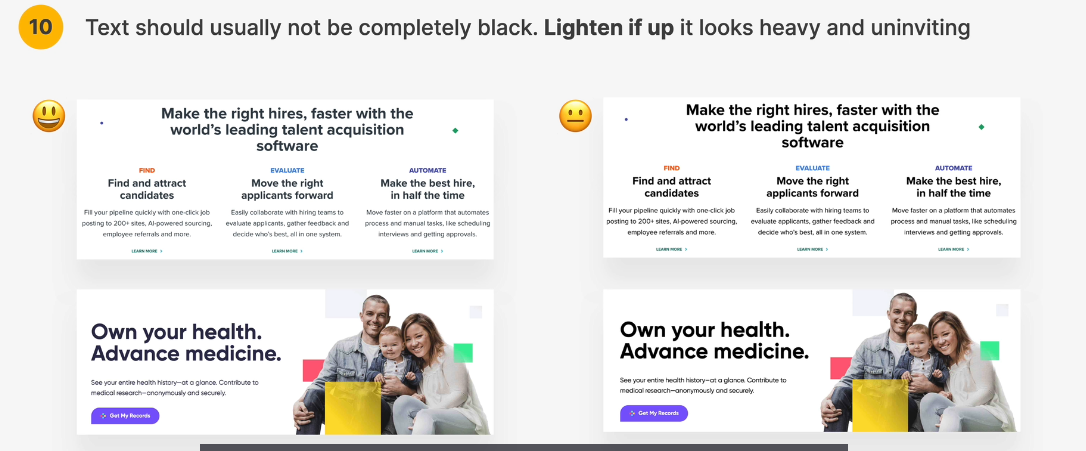 10 Text should usually not be completely black. Lighten if up it looks heavy and uninviting
Make the right hires, faster with the
world's leading talent acquisition
software
FIND
Find and attract
candidates
Fill your pipeline quickly with one-click job
posting to 200+ sites, AI-powered sourcing,
employee referrals and more.
LEARN MORE >
EVALUATE
Move the right
applicants forward
Easily collaborate with hiring teams to
evaluate applicants, gather feedback and
decide who's best, all in one system.
LEARN MORE >
AUTOMATE
Make the best hire,
in half the time
Move faster on a platform that automates
process and manual tasks, like scheduling
interviews and getting approvals.
LEARN MORE >
Make the right hires, faster with the
world's leading talent acquisition
software
FIND
Find and attract
candidates
Fill your pipeline quickly with one-click job
posting to 200+ sites, AI-powered sourcing,
employee referrals and more.
LEARN MORE >
EVALUATE
Move the right
applicants forward
Easily collaborate with hiring teams to
evaluate applicants, gather feedback and
decide who's best, all in one system.
LEARN MORE >
AUTOMATE
Make the best hire,
in half the time
Move faster on a platform that automates
process and manual tasks, like scheduling
interviews and getting approvals.
LEARN MORE >
Own your health.
Advance medicine.
See your entire health history—at a glance. Contribute to
medical research—anonymously and securely.
Get My Records
Own your health.
Advance medicine.
See your entire health history—at a glance. Contribute to
medical research—anonymously and securely.
Get My Records